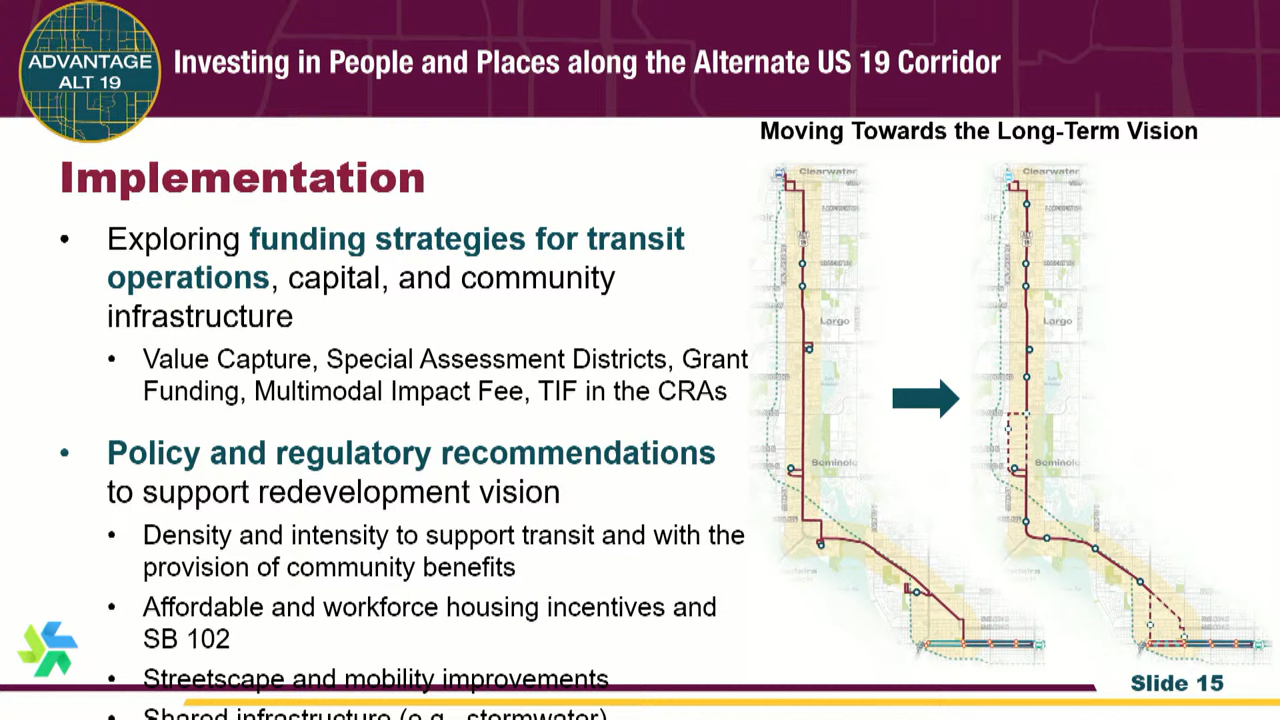 ADVANTAGE
ALT 19
Investing in People and Places along the Alternate US 19 Corridor
Moving Towards the Long-Term Vision
Implementation
• Exploring funding strategies for transit
operations, capital, and community
infrastructure
• Value Capture, Special Assessment Districts, Grant
Funding, Multimodal Impact Fee, TIF in the CRAs
• Policy and regulatory recommendations
to support redevelopment vision
• Density and intensity to support transit and with the
provision of community benefits
• Affordable and workforce housing incentives and
SB 102
• Streetscape and mobility improvements
• Shared infrastructure (e.g., stormwater)
Clearwater
Largo
Seminole
Clearwater
Largo
Seminole
Slide 15